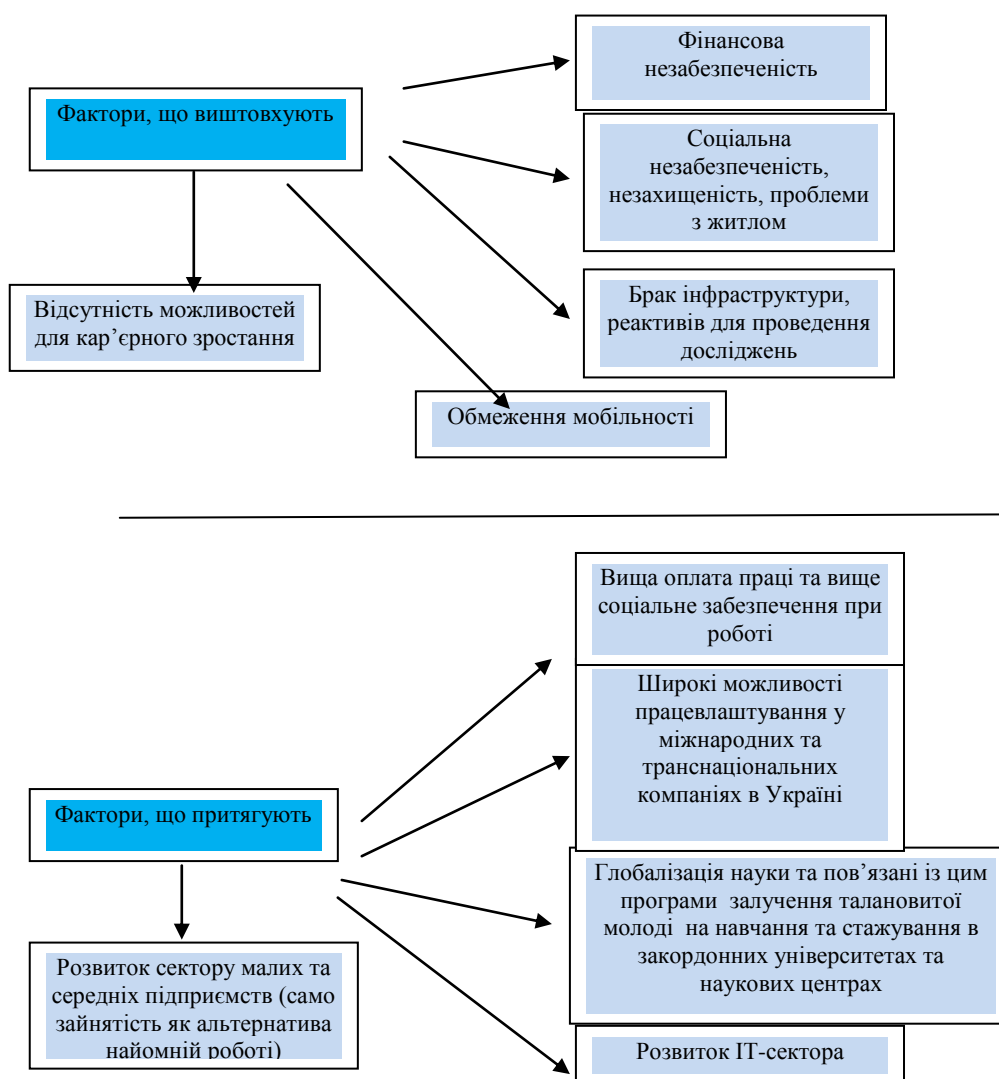 Фінансова
незабезпеченість
Фактори, що виштовхують
Соціальна
незабезпеченість,
незахищеність, проблеми
з житлом
Відсутність можливостей
для кар’єрного зростання
Брак інфраструктури,
реактивів для проведення
досліджень
Обмеження мобільності
Вища оплата праці та вище
соціальне забезпечення при
роботі
Широкі можливості
працевлаштування у
міжнародних та
транснаціональних
компаніях в Україні
Фактори, що притягують
Глобалізація науки та пов’язані із цим
програми залучення талановитої
молоді на навчання та стажування в
закордонних університетах та
наукових центрах
Розвиток сектору малих та
середніх підприємств (само
зайнятість як альтернатива
найомній роботі)
Розвиток ІТ-сектора